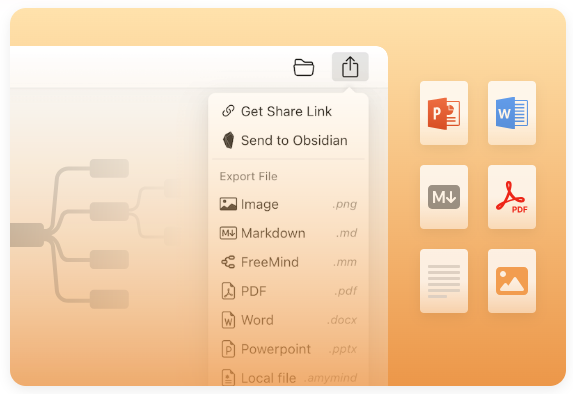 Get Share Link
Send to Obsidian
Export File
Image .png
Markdown .md
FreeMind .mm
PDF .pdf
Word .docx
Powerpoint .pptx
Local file .amymind
P
W
M↓
PDF